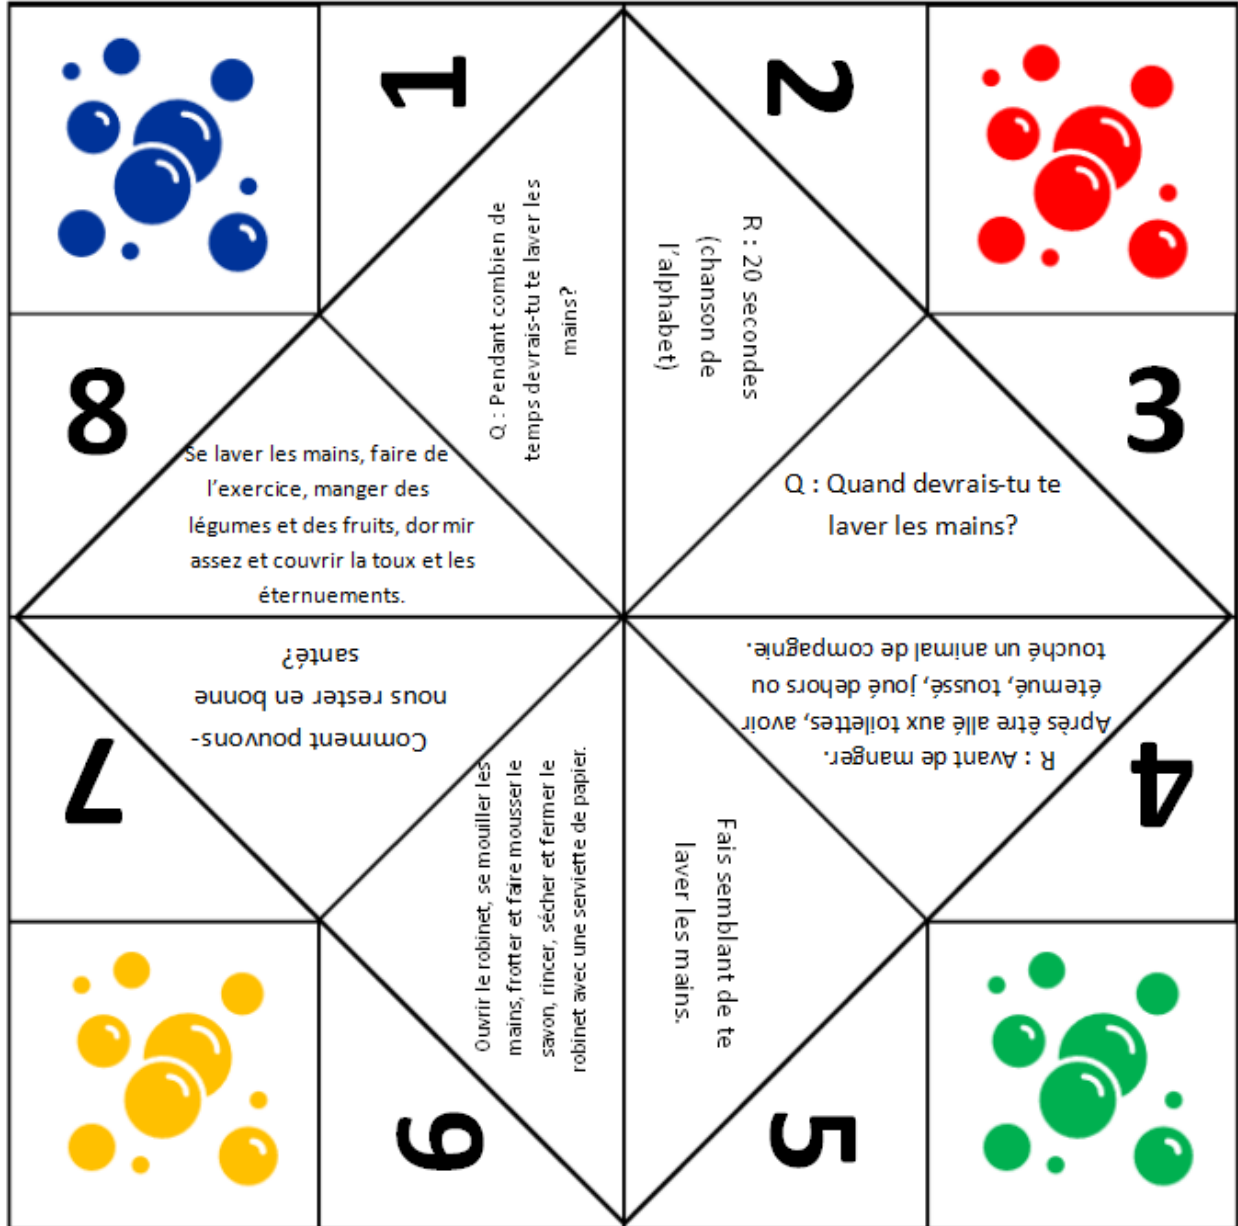 1
Q : Pendant combien de
temps devrais-tu te laver les
mains?
2
R : 20 secondes
(chanson de
l'alphabet)
3
Q : Quand devrais-tu te
laver les mains?
4
R : Avant de manger.
Après être allé aux toilettes, avoir
éternué, toussé, joué dehors ou
touché un animal de compagnie.
5
Fais semblant de te
laver les mains.
6
Ouvrir le robinet, se mouiller les
mains, frotter et faire mousser le
savon, rincer, sécher et fermer le
robinet avec une serviette de papier.
7
Comment pouvons-
nous rester en bonne
santé?
8
Se laver les mains, faire de
l'exercice, manger des
légumes et des fruits, dormir
assez et couvrir la toux et les
éternuements.